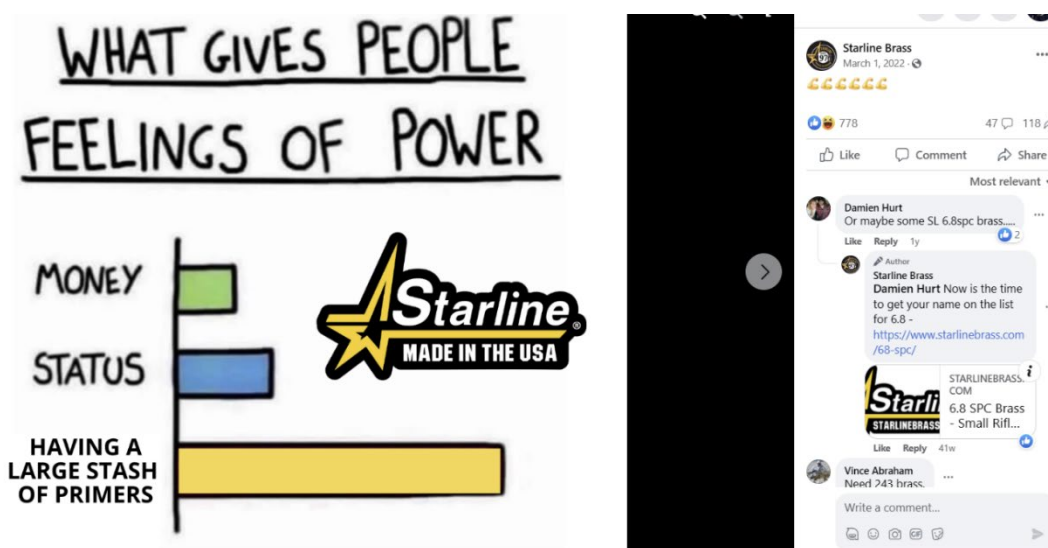 WHAT GIVES PEOPLE
FEELINGS OF POWER
MONEY
STATUS
HAVING A
LARGE STASH
OF PRIMERS
Starline®
MADE IN THE USA
Starline Brass
March 1, 2022 ·
778
47
118
Like
Comment
Share
Most relevant
Damien Hurt
Or maybe some SL 6.8spc brass.....
2
Like Reply 1y
Author
Starline Brass
Damien Hurt Now is the time
to get your name on the list
for 6.8 -
https://www.starlinebrass.com
/68-spc/
Starli
STARLINEBRASS
STARLINEBRASS.
COM
6.8 SPC Brass
- Small Rifl...
Like Reply 41w
Vince Abraham
Need 243 brass.
Write a comment...
GIF